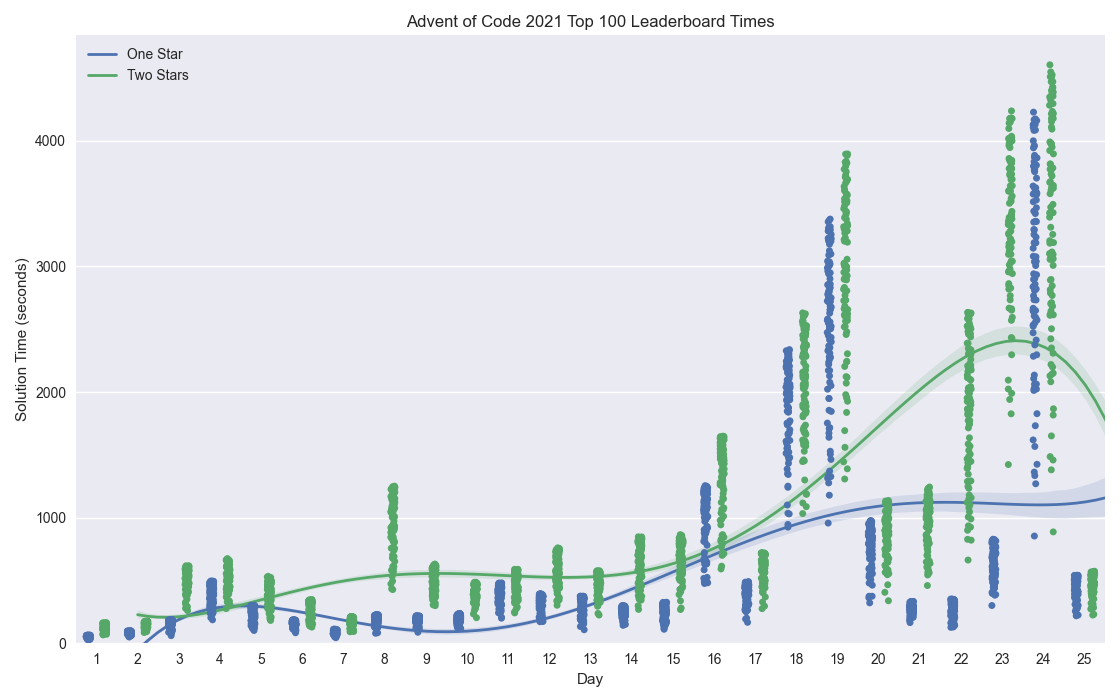 Advent of Code 2021 Top 100 Leaderboard Times
One Star
Two Stars
Solution Time (seconds)
4000
3000
2000
1000
0
1 2 3 4 5 6 7 8 9 10 11 12 13 14 15 16 17 18 19 20 21 22 23 24 25
Day